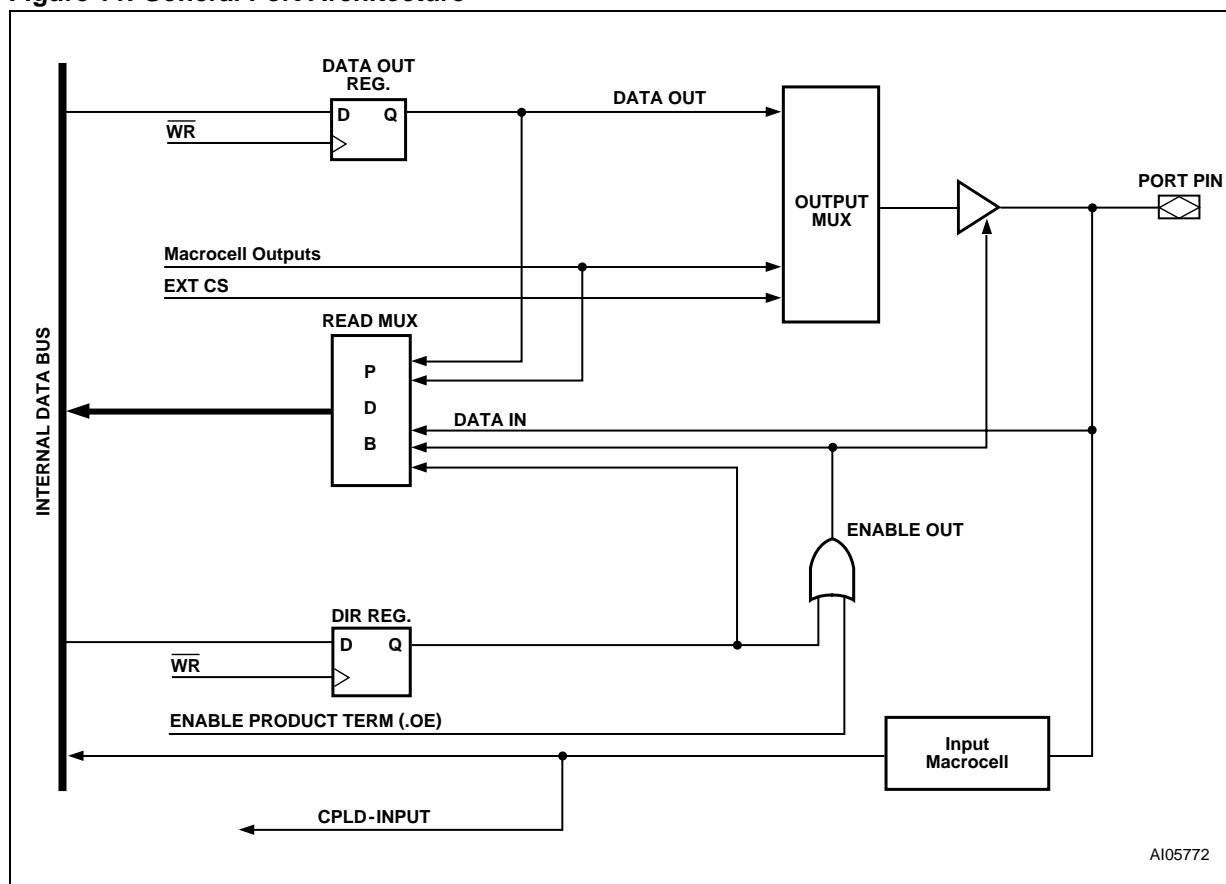 DATA OUT
REG.
D Q
WR
DATA OUT
OUTPUT
MUX
PORT PIN
Macrocell Outputs
EXT CS
READ MUX
P
D
B
DATA IN
INTERNAL DATA BUS
ENABLE OUT
DIR REG.
D Q
WR
ENABLE PRODUCT TERM (.OE)
Input
Macrocell
CPLD-INPUT
AI05772